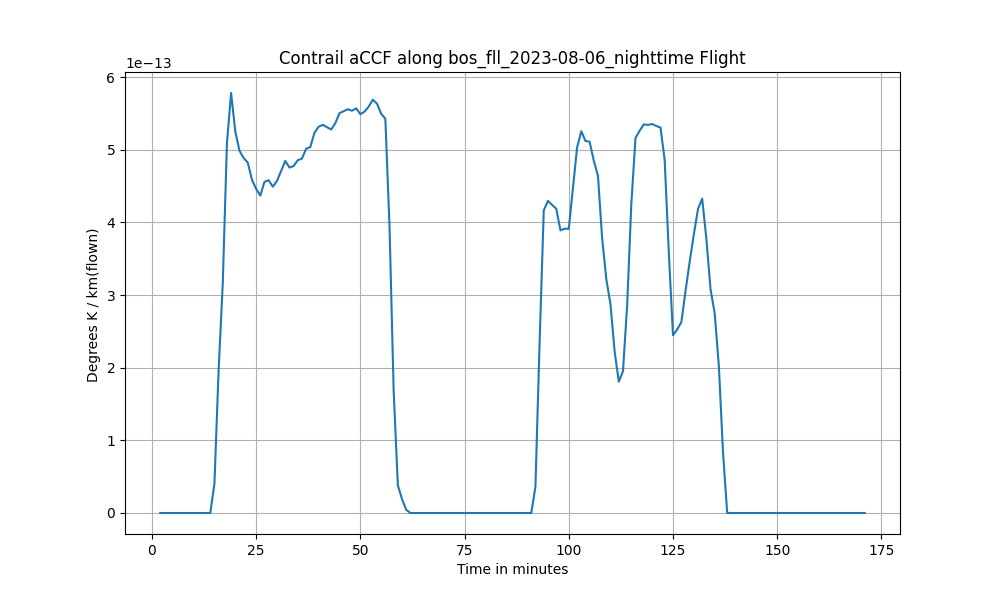 Contrail aCCF along bos_fll_2023-08-06_nighttime Flight
1e−13
6
5
4
3
2
1
0
Degrees K / km(flown)
0 25 50 75 100 125 150 175
Time in minutes